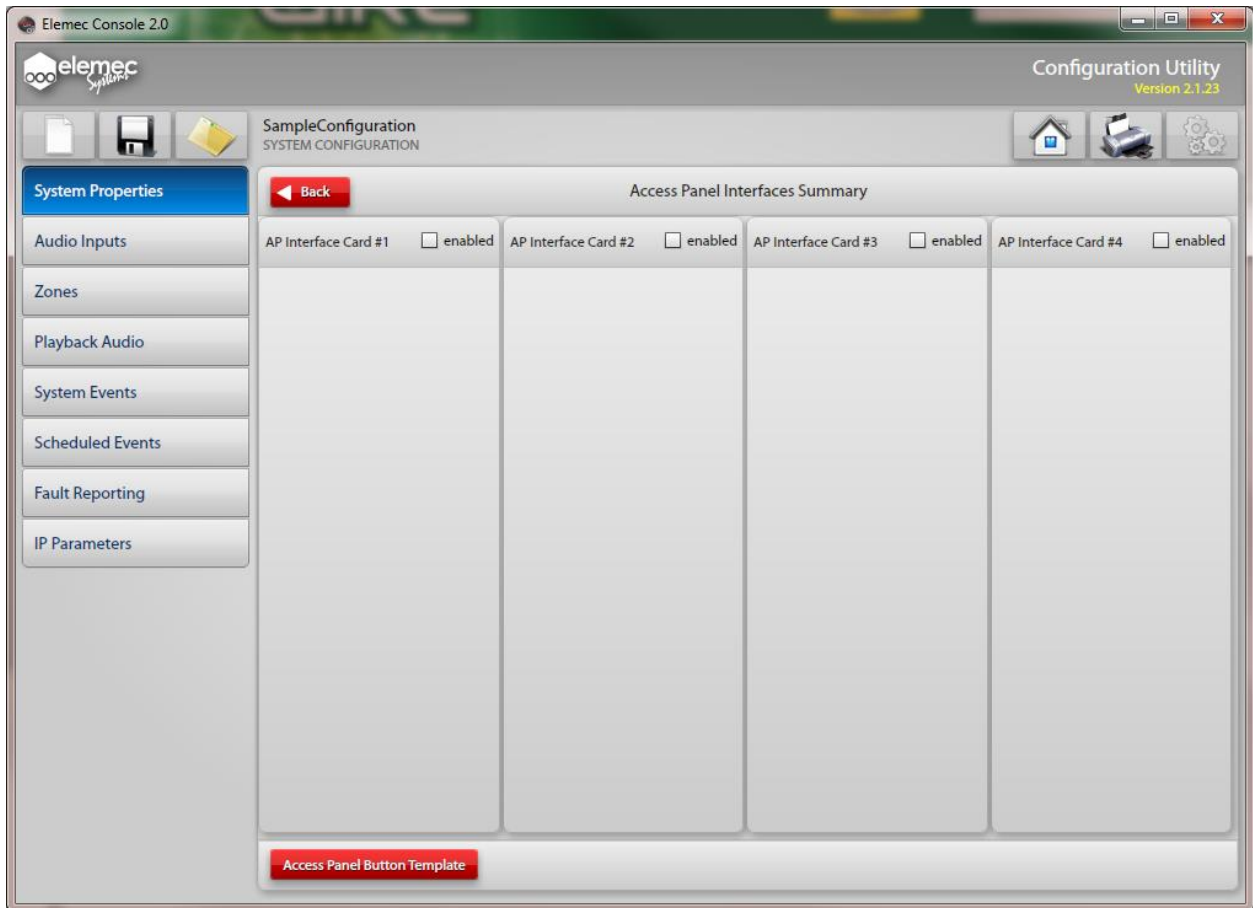 Elemec Console 2.0
elemec
Systems
Configuration Utility
Version 2.1.23
SampleConfiguration
SYSTEM CONFIGURATION
System Properties
Audio Inputs
Zones
Playback Audio
System Events
Scheduled Events
Fault Reporting
IP Parameters
Back
Access Panel Interfaces Summary
AP Interface Card #1 enabled
AP Interface Card #2 enabled
AP Interface Card #3 enabled
AP Interface Card #4 enabled
Access Panel Button Template